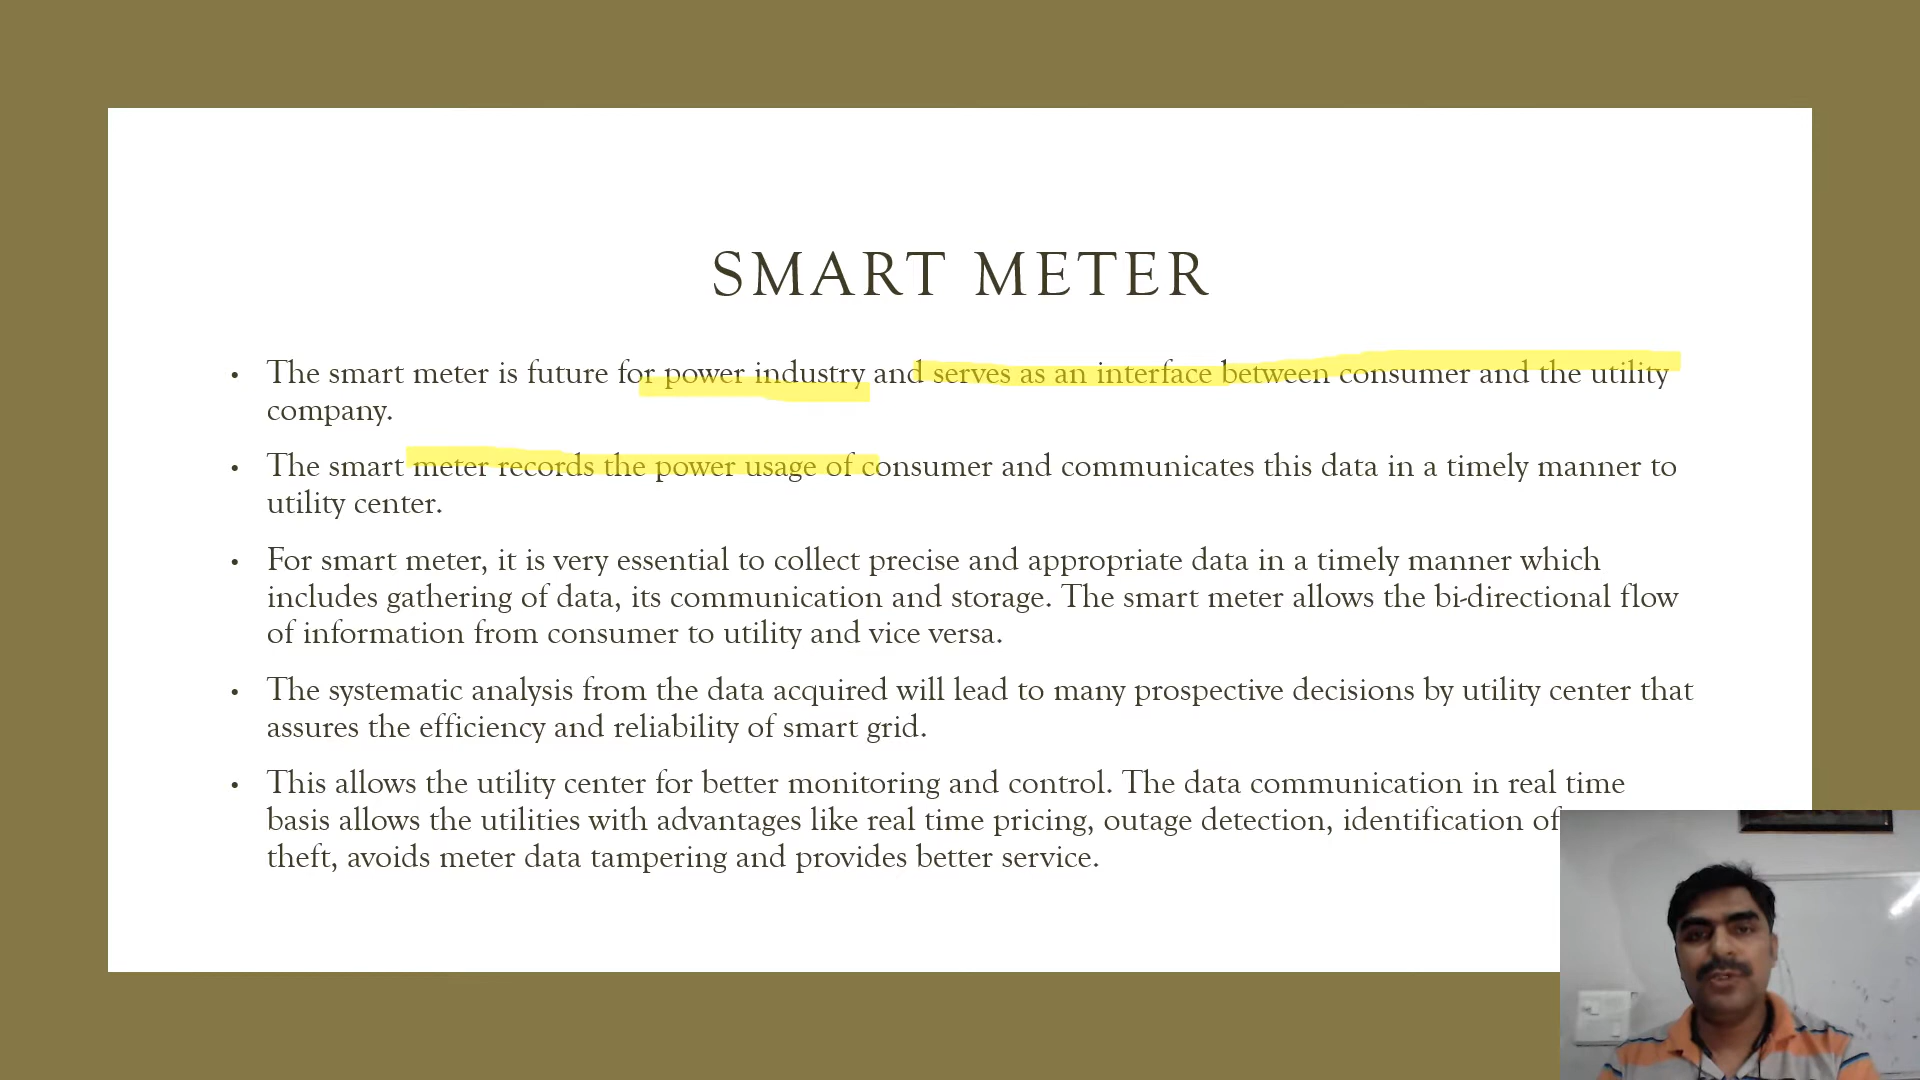 SMART METER
• The smart meter is future for power industry and serves as an interface between consumer and the utility
company.
• The smart meter records the power usage of consumer and communicates this data in a timely manner to
utility center.
• For smart meter, it is very essential to collect precise and appropriate data in a timely manner which
includes gathering of data, its communication and storage. The smart meter allows the bi-directional flow
of information from consumer to utility and vice versa.
• The systematic analysis from the data acquired will lead to many prospective decisions by utility center that
assures the efficiency and reliability of smart grid.
• This allows the utility center for better monitoring and control. The data communication in real time
basis allows the utilities with advantages like real time pricing, outage detection, identification of
theft, avoids meter data tampering and provides better service.